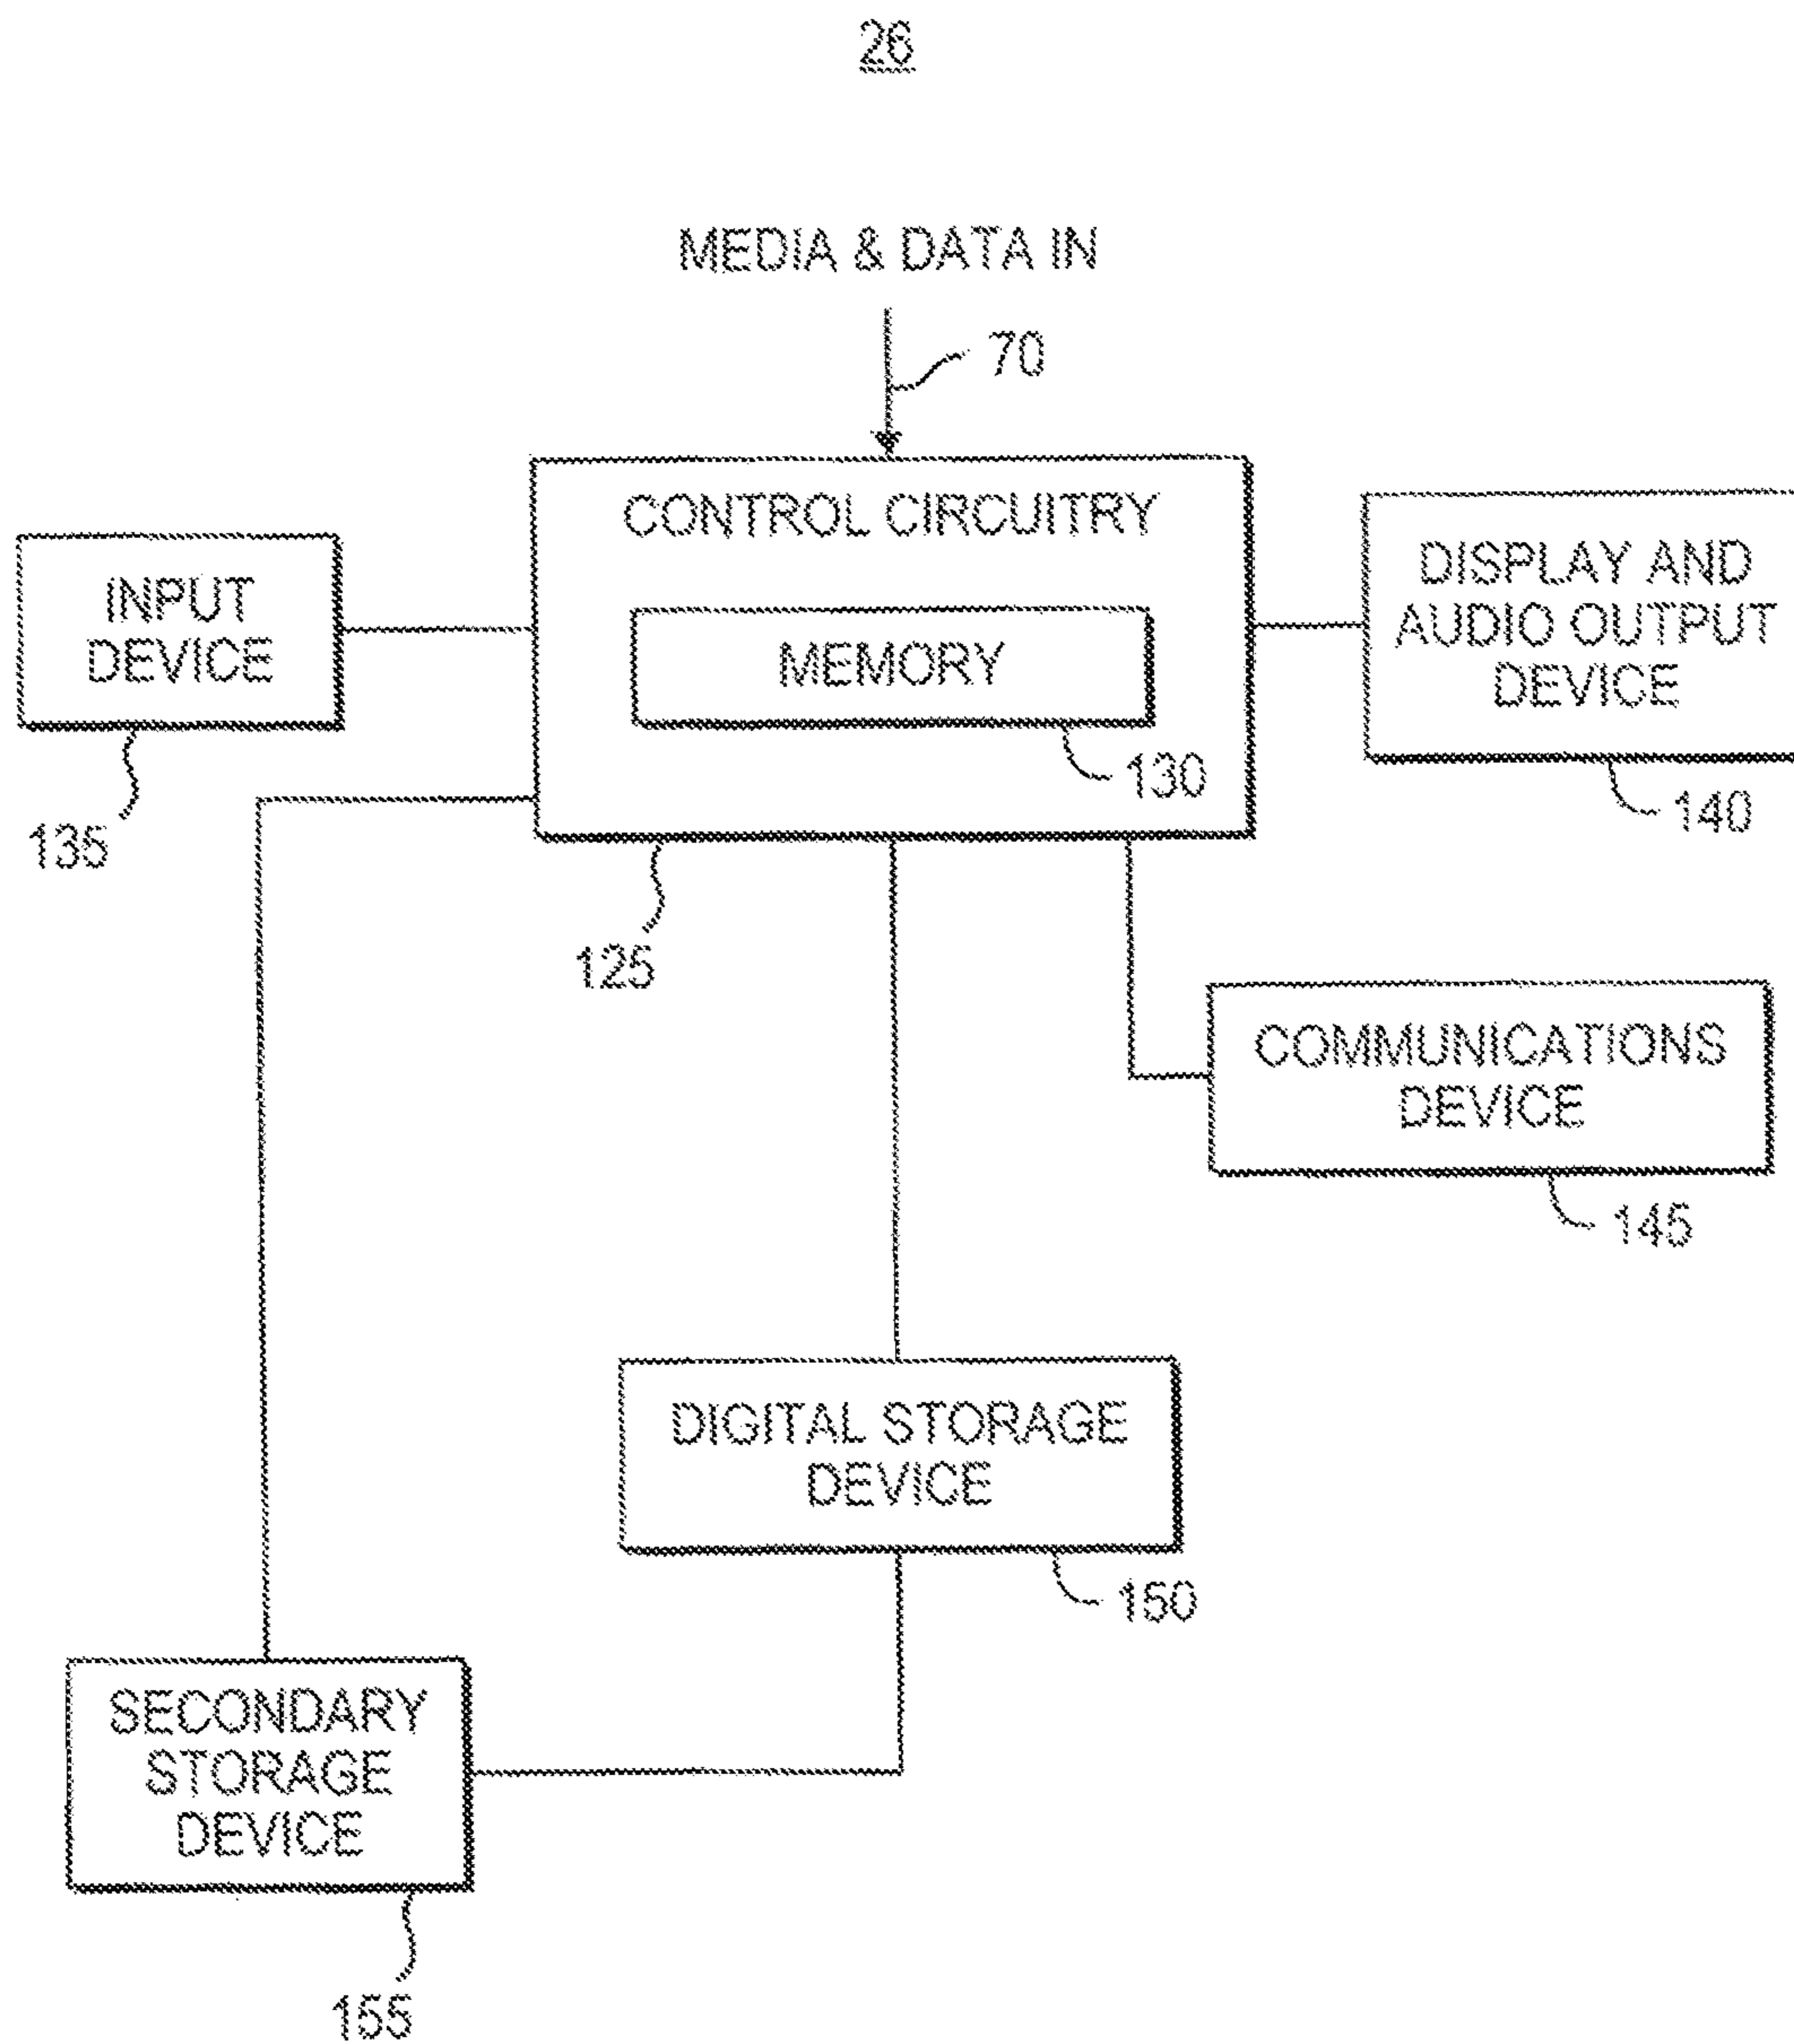 26
MEDIA & DATA IN
70
CONTROL CIRCUITRY
MEMORY
130
125
INPUT
DEVICE
135
DISPLAY AND
AUDIO OUTPUT
DEVICE
140
COMMUNICATIONS
DEVICE
145
DIGITAL STORAGE
DEVICE
150
SECONDARY
STORAGE
DEVICE
155